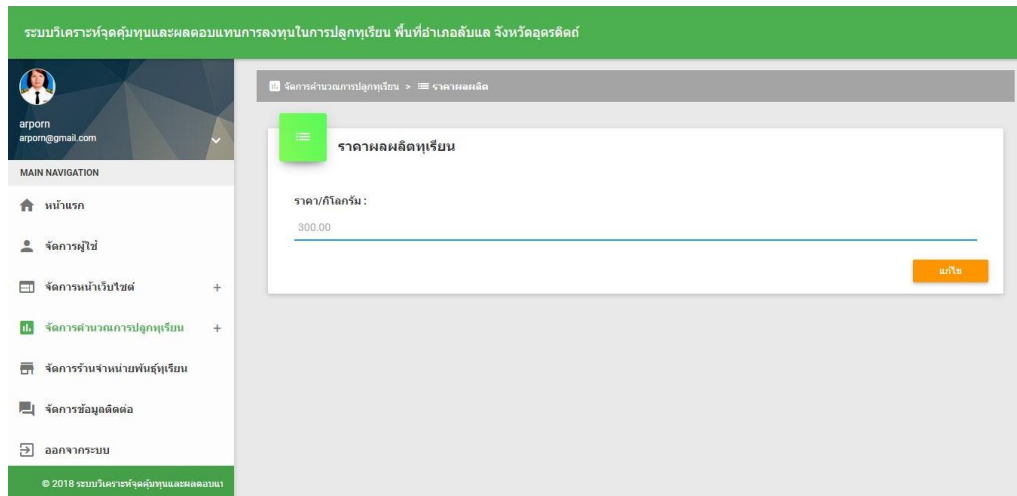 ระบบวิเคราะห์จุดคุ้มทุนและผลตอบแทนการลงทุนในการปลูกทุเรียน พื้นที่อำเภอลับแล จังหวัดอุตรดิตถ์
arporn
arporn@gmail.com
MAIN NAVIGATION
หน้าแรก
จัดการผู้ใช้
จัดการหน้าเว็บไซต์ +
จัดการคำนวณการปลูกทุเรียน +
จัดการร้านจำหน่ายพันธุ์ทุเรียน
จัดการข้อมูลติดต่อ
ออกจากระบบ
© 2018 ระบบวิเคราะห์จุดคุ้มทุนและผลตอบแ
จัดการคำนวณการปลูกทุเรียน > ราคาผลผลิต
ราคาผลผลิตทุเรียน
ราคา/กิโลกรัม :
300.00
แก้ไข